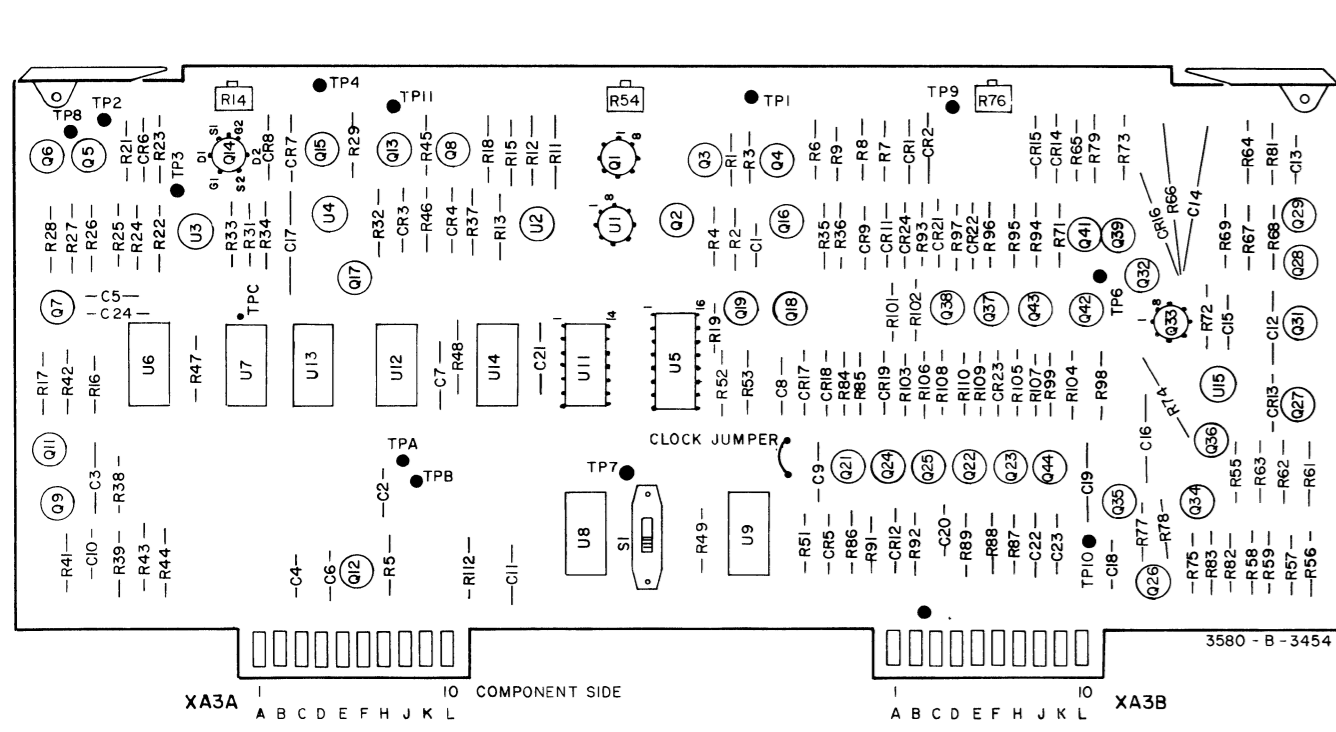 R14 TP4 TP11 R54 TP1 TP9 R76
TP8 TP2
Q6 Q5 R21 CR6 R23 TP3 S1 G2 D1 Q14 D2 G1 S2 CR8 CR7 Q15 R29 Q13 R45 Q8 R18 R15 R12 R11 1 8 Q1 Q3 R1 R3 Q4 R6 R9 R8 R7 CR1 CR2 CR15 CR14 R65 R79 R73 R64 R81 C13
R28 R27 R26 R25 R24 R22 U3 R33 R31 R34 C17 U4 R32 CR3 R46 CR4 R37 R13 U2 1 8 U1 Q2 R4 R2 C1 Q16 R35 R36 CR9 CR11 CR24 R93 CR21 R97 CR22 R96 R95 R94 R71 Q41 Q39 CR16 R66 C14 R69 R67 R68 Q29
Q17 Q32 Q28
Q7 C5 C24 TPC Q19 Q18 R101 R102 Q38 Q37 Q43 Q42 TP6 1 8 Q33 R72 C15 C12 Q31
R17 R42 R16 U6 R47 U7 U13 U12 C7 R48 U14 C21 1 14 U11 1 16 U5 R19 R52 R53 C8 CR17 CR18 R84 R85 CR19 R103 R106 R108 R110 R109 CR23 R105 R107 R99 R104 R98 R74 U15 CR13 Q27
CLOCK JUMPER
Q11 TPA TPB TP7 C9 Q21 Q24 Q25 Q22 Q23 Q44 C19 C16 Q36
Q9 C3 R38 C2 Q35 Q34 R55 R63 R62 R61
R41 C10 R39 R43 R44 C4 C6 Q12 R5 R112 C11 U8 S1 R49 U9 R51 CR5 R86 R91 CR12 R92 C20 R89 R88 R87 C22 C23 TP10 C18 R77 R78 Q26 R75 R83 R82 R58 R59 R57 R56
3580 - B - 3454
XA3A 1 10 COMPONENT SIDE 1 10 XA3B
A B C D E F H J K L A B C D E F H J K L